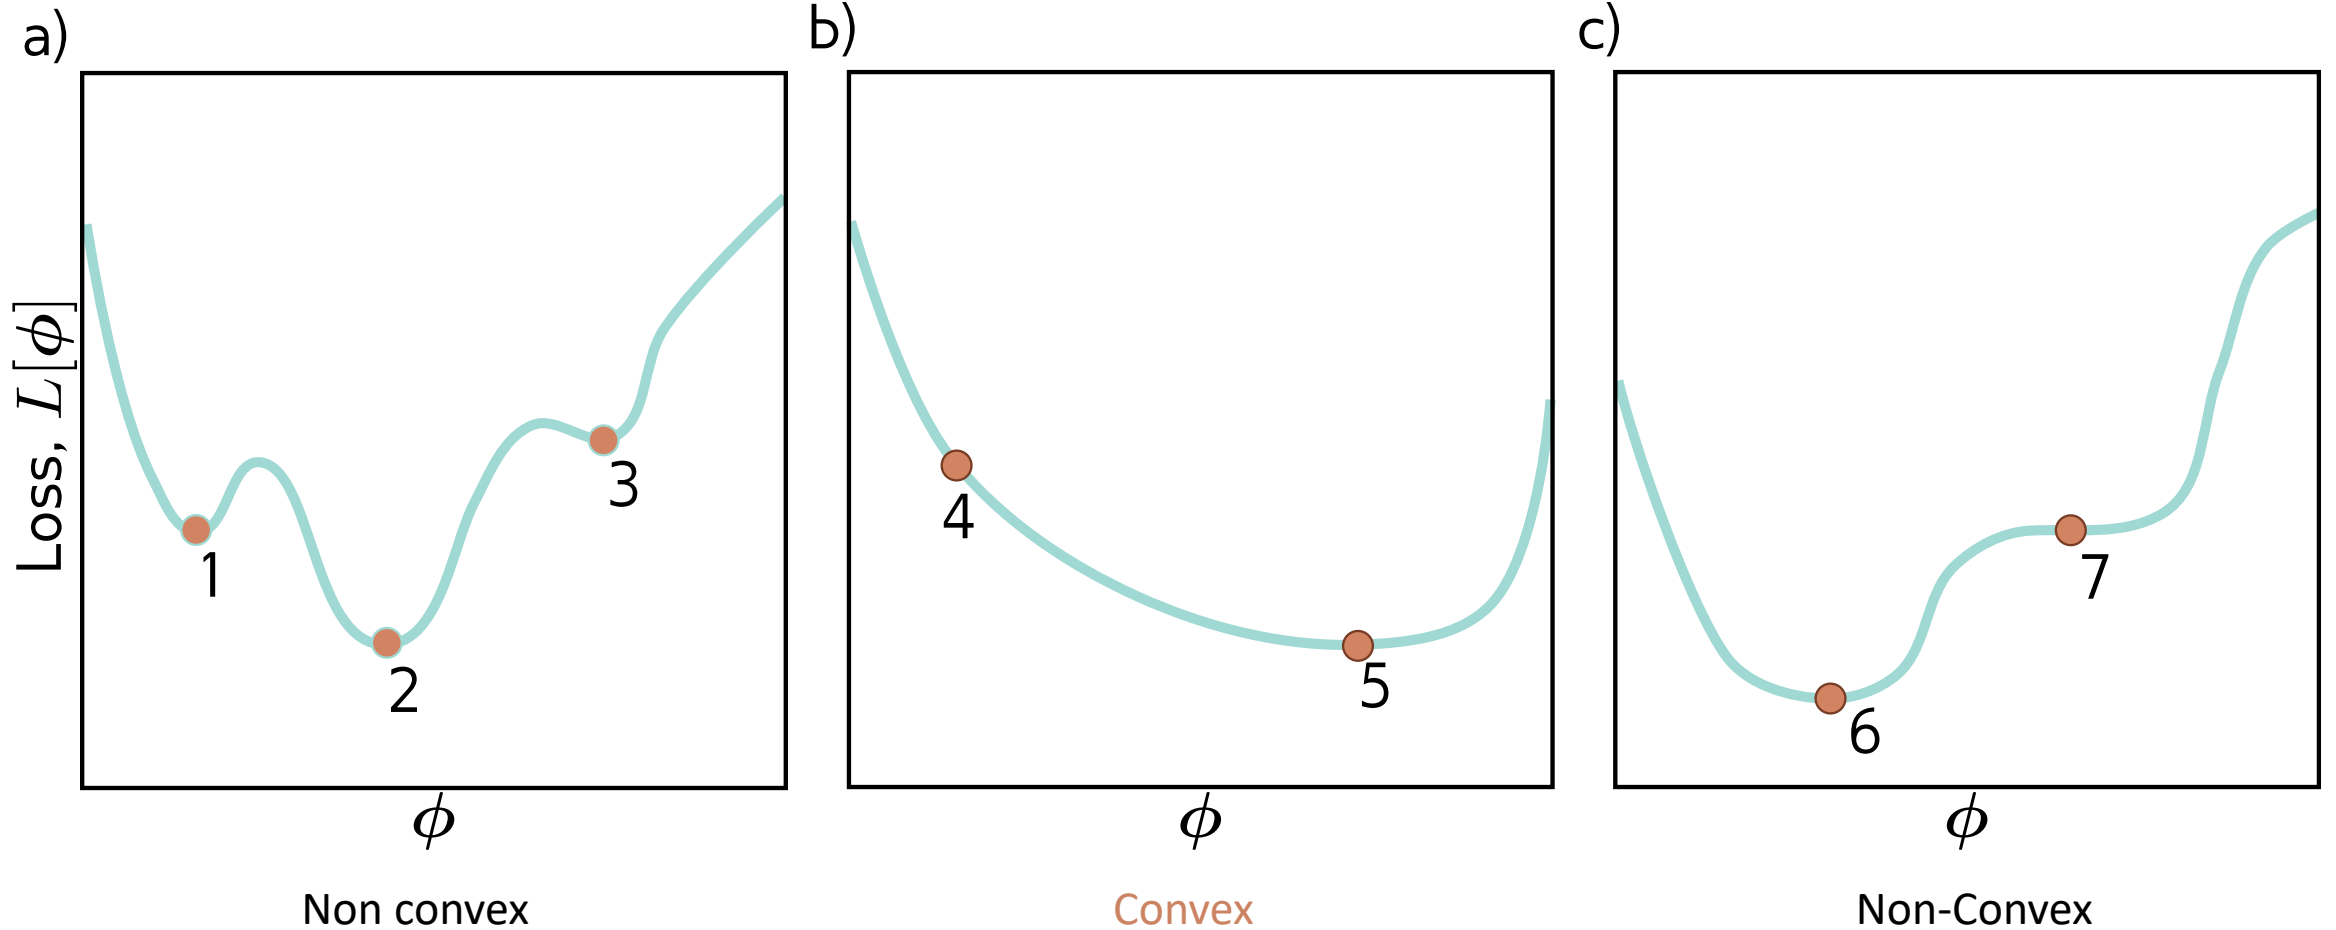 a)
b)
c)
Loss, L[ϕ]
1
2
3
4
5
6
7
ϕ
ϕ
ϕ
Non convex
Convex
Non-Convex